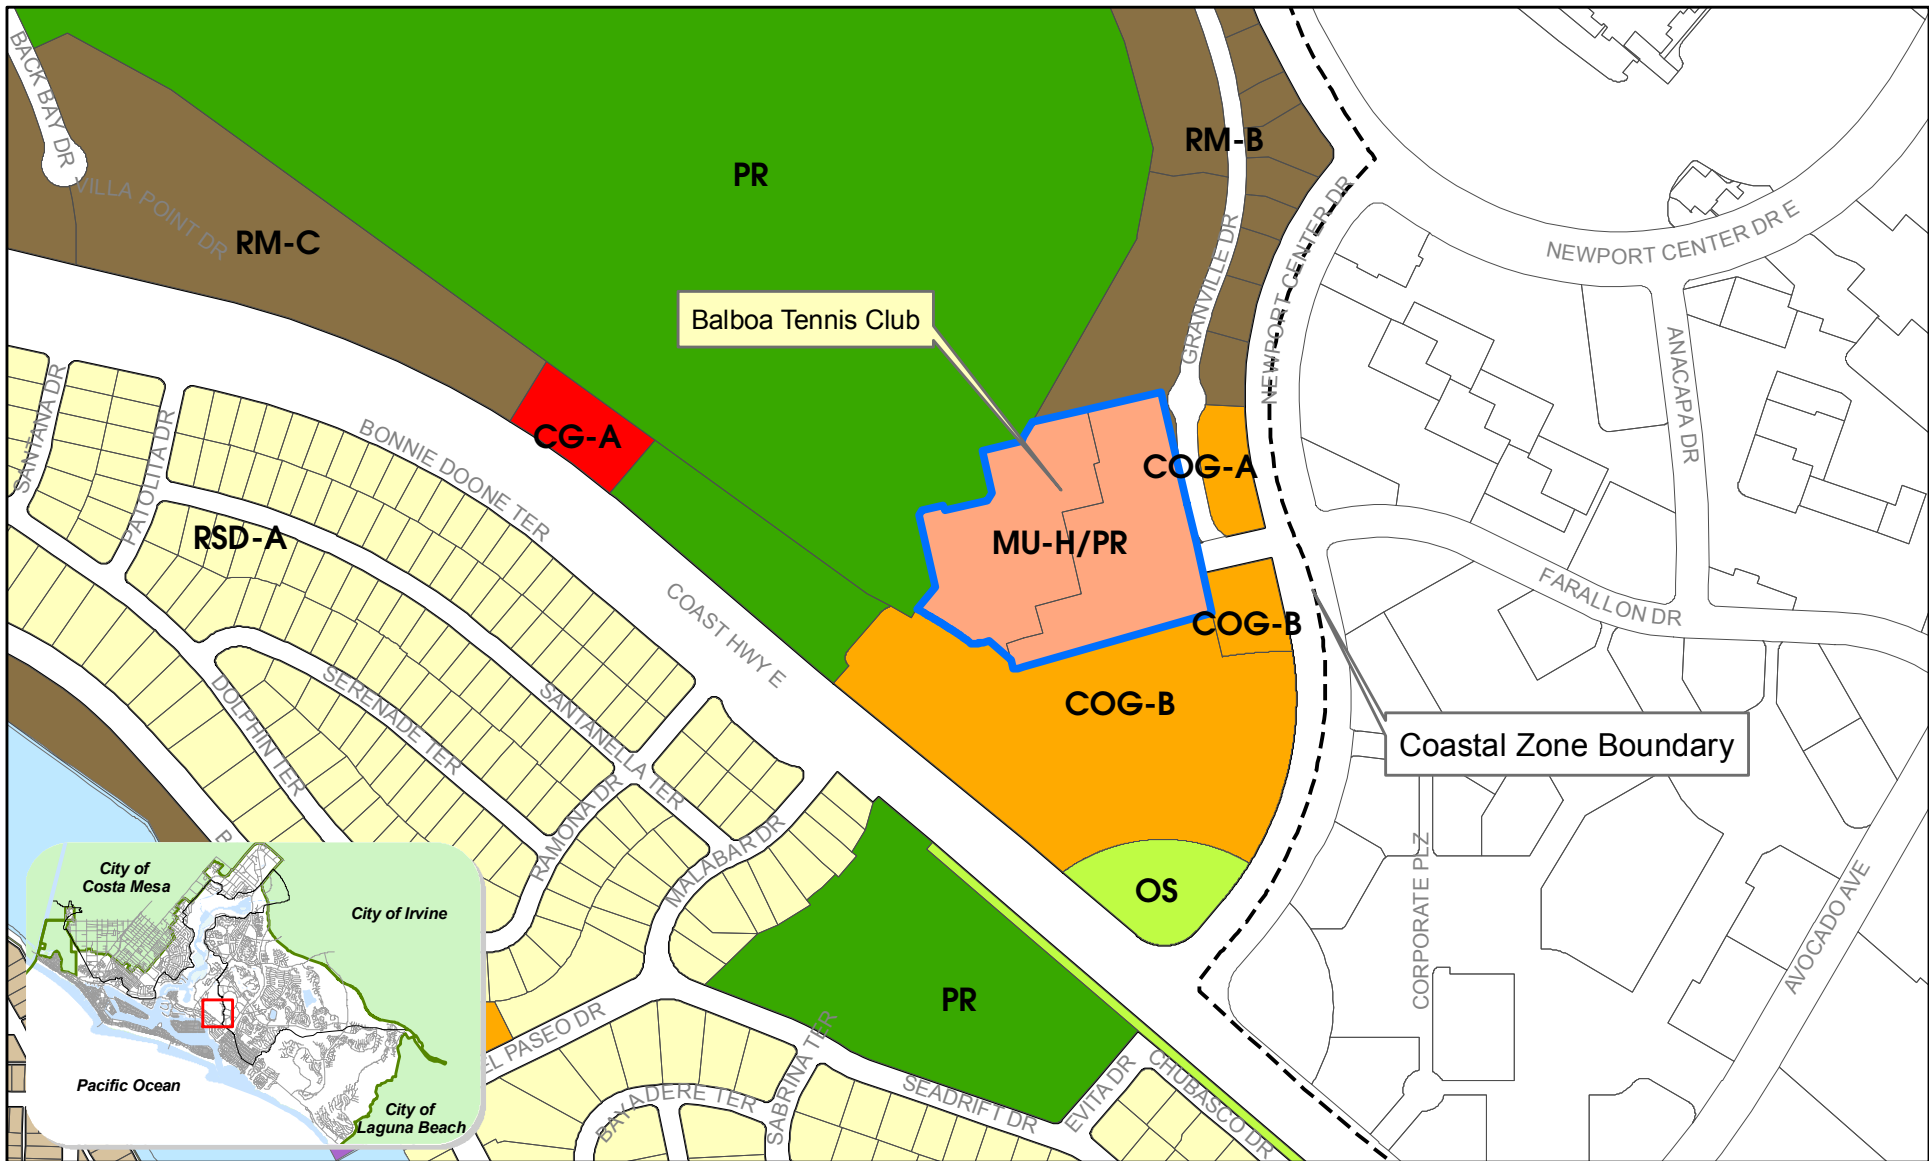 BACK BAY DR
VILLA POINT DR
RM-C
PR
RM-B
GRANVILLE DR
NEWPORT CENTER DR
NEWPORT CENTER DR E
ANACAPA DR
Balboa Tennis Club
SANTANA DR
PATOLITA DR
BONNIE DOONE TER
CG-A
COG-A
RSD-A
MU-H/PR
COAST HWY E
FARALLON DR
COG-B
COG-B
DOLPHIN TER
SERENADE TER
SANTANELLA TER
Coastal Zone Boundary
RAMONA DR
MALABAR DR
OS
CORPORATE PLZ
AVOCADO AVE
PR
EL PASEO DR
SABRINA TER
BAYADERE TER
SEADRIFT DR
EVITA DR
CHUBASCO DR
City of
Costa Mesa
City of Irvine
Pacific Ocean
City of
Laguna Beach